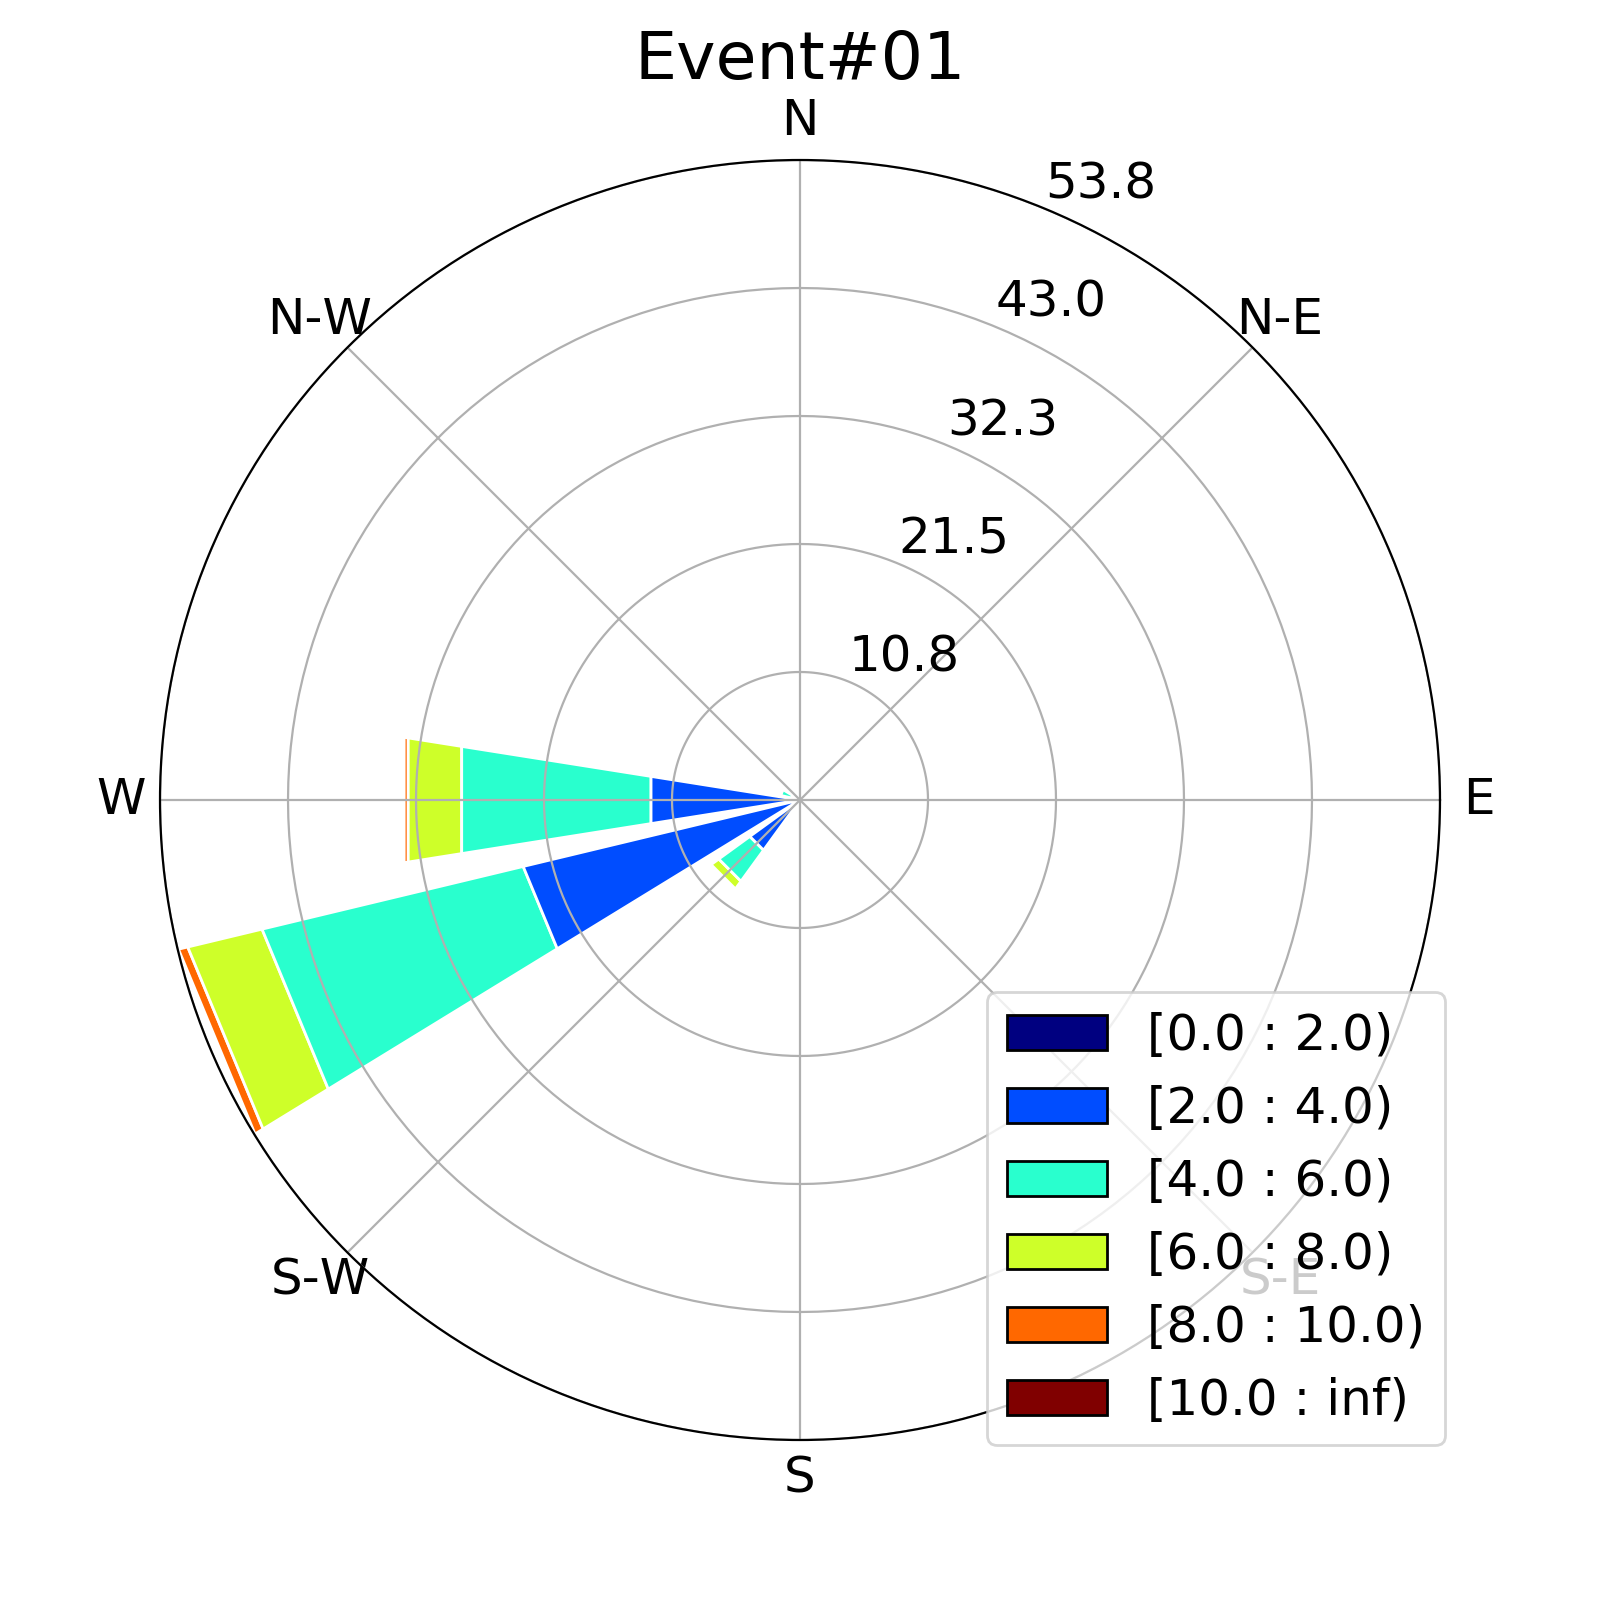 Event#01
N
53.8
43.0
N-W
N-E
32.3
21.5
10.8
W
E
[0.0 : 2.0)
[2.0 : 4.0)
[4.0 : 6.0)
[6.0 : 8.0)
S-W
S-E
[8.0 : 10.0)
[10.0 : inf)
S